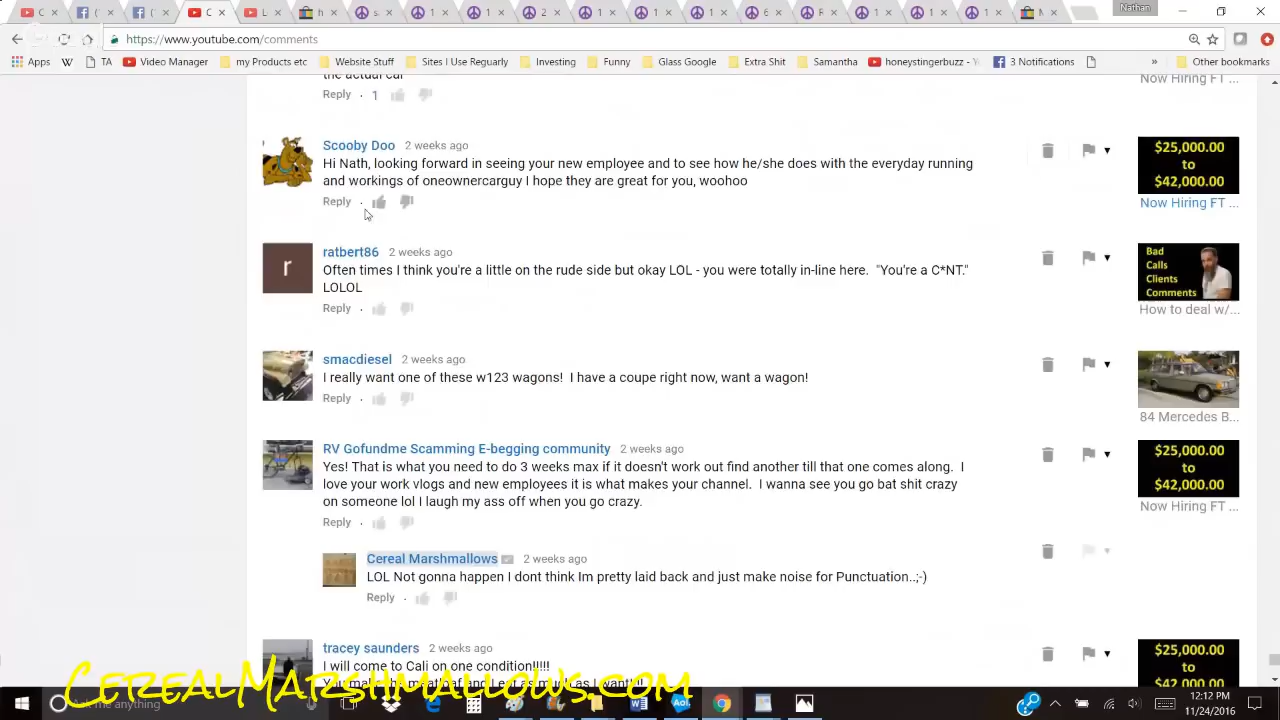 Nathan
https://www.youtube.com/comments
Apps
TA
Video Manager
my Products etc
Website Stuff
Sites I Use Reguarly
Investing
Funny
Glass Google
Extra Shit
Samantha
honeystingerbuzz -
3 Notifications
»
Other bookmarks
the actual car
Now Hiring FT ...
Reply · 1
Scooby Doo 2 weeks ago
Hi Nath, looking forward in seeing your new employee and to see how he/she does with the everyday running
and workings of oneownercarguy I hope they are great for you, woohoo
Reply ·
$25,000.00
to
$42,000.00
Now Hiring FT ...
r
ratbert86 2 weeks ago
Often times I think you're a little on the rude side but okay LOL - you were totally in-line here. "You're a C*NT."
LOLOL
Reply ·
Bad
Calls
Clients
Comments
How to deal w/...
smacdiesel 2 weeks ago
I really want one of these w123 wagons! I have a coupe right now, want a wagon!
Reply ·
84 Mercedes B...
RV Gofundme Scamming E-begging community 2 weeks ago
Yes! That is what you need to do 3 weeks max if it doesn't work out find another till that one comes along. I
love your work vlogs and new employees it is what makes your channel. I wanna see you go bat shit crazy
on someone lol I laugh my ass off when you go crazy.
Reply ·
$25,000.00
to
$42,000.00
Now Hiring FT ...
Cereal Marshmallows 2 weeks ago
LOL Not gonna happen I dont think Im pretty laid back and just make noise for Punctuation..;-)
Reply ·
tracey saunders 2 weeks ago
I will come to Cali on one condition!!!!!
$25,000.00
to
$42,000.00
CerealMarshmallows.com
Ask me anything
12:12 PM
11/24/2016